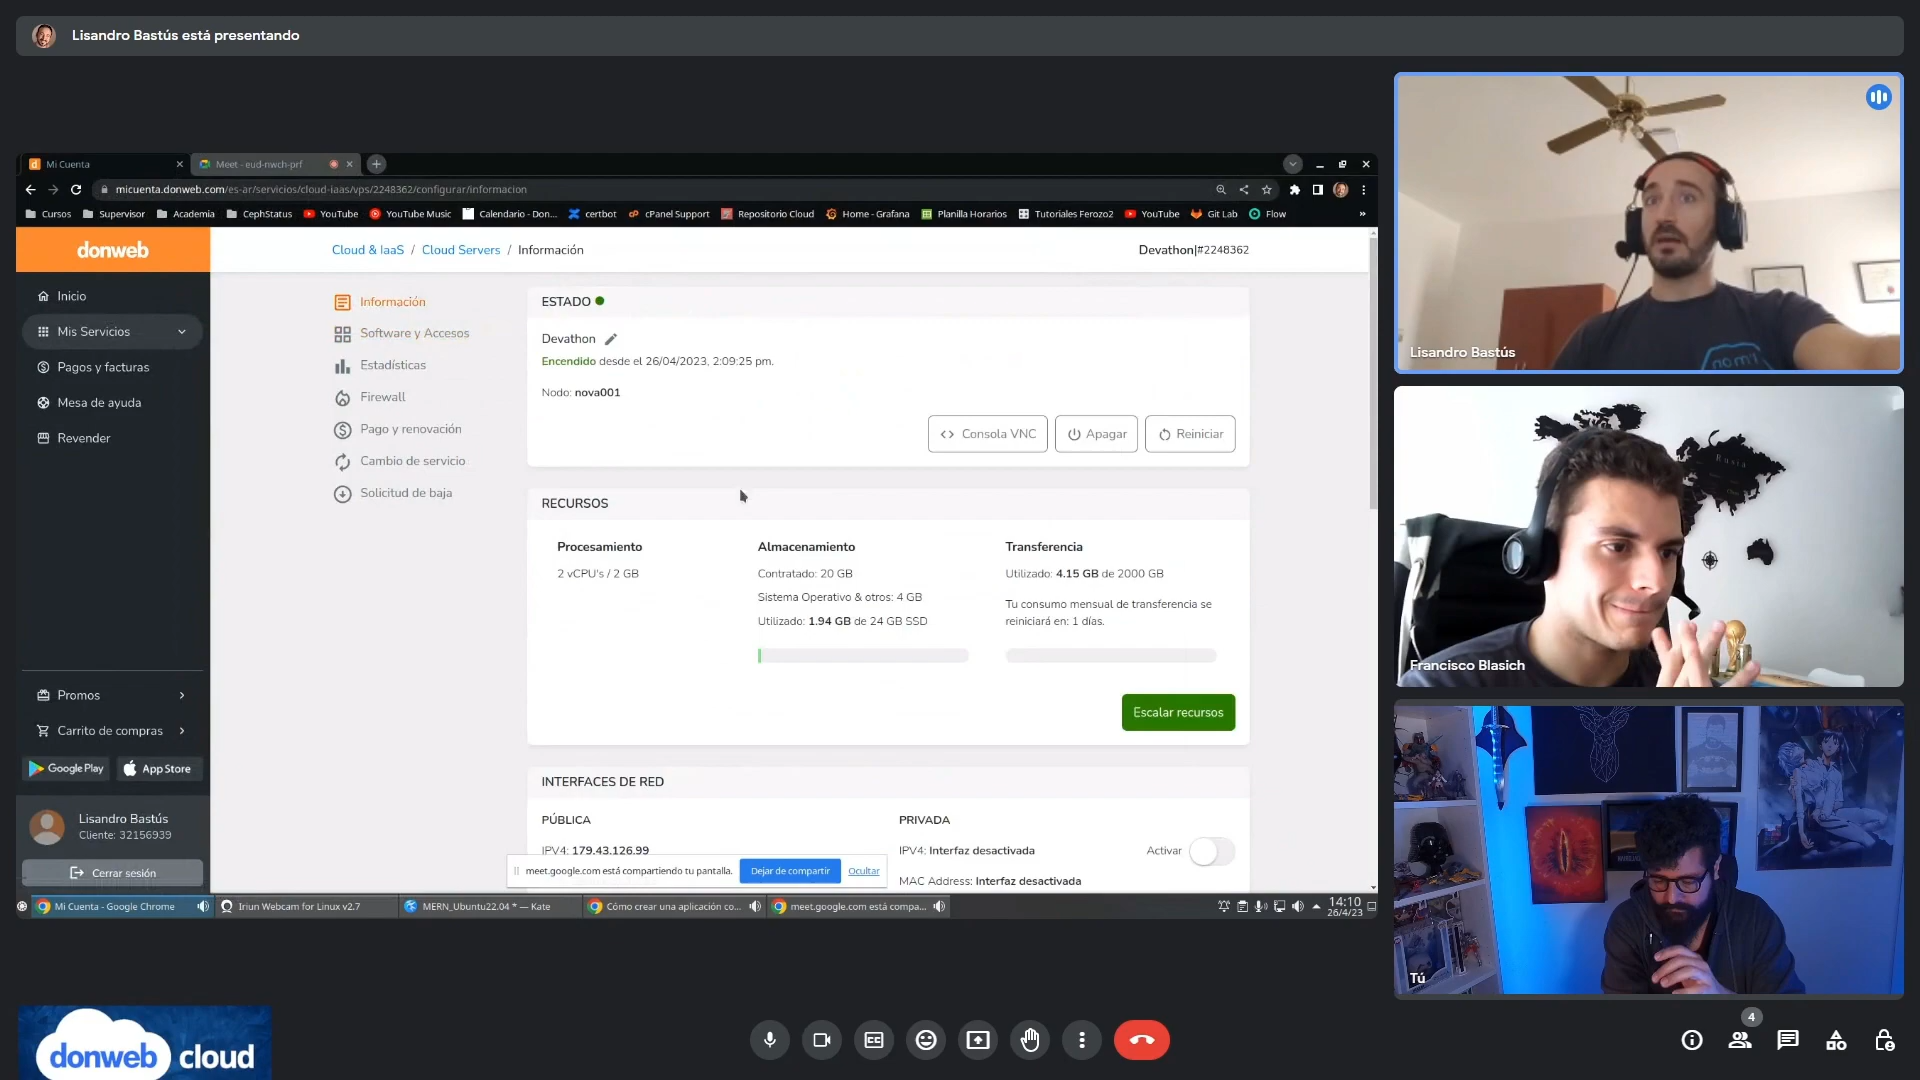 Lisandro Bastús está presentando
Mi Cuenta
Meet - eud-nwch-prf
micuenta.donweb.com/es-ar/servicios/cloud-iaas/vps/2248362/configurar/informacion
Cursos Supervisor Academia CephStatus YouTube YouTube Music Calendario - Don... certbot cPanel Support Repositorio Cloud Home - Grafana Planilla Horarios Tutoriales Ferozo2 YouTube Git Lab Flow »
donweb
Inicio
Mis Servicios
Pagos y facturas
Mesa de ayuda
Revender
Promos
Carrito de compras
Google Play
App Store
Lisandro Bastús
Cliente: 32156939
Cerrar sesión
Cloud & IaaS / Cloud Servers / Información
Devathon|#2248362
Información
Software y Accesos
Estadísticas
Firewall
Pago y renovación
Cambio de servicio
Solicitud de baja
ESTADO
Devathon
Encendido desde el 26/04/2023, 2:09:25 pm.
Nodo: nova001
Consola VNC
Apagar
Reiniciar
RECURSOS
Procesamiento
2 vCPU's / 2 GB
Almacenamiento
Contratado: 20 GB
Sistema Operativo & otros: 4 GB
Utilizado: 1.94 GB de 24 GB SSD
Transferencia
Utilizado: 4.15 GB de 2000 GB
Tu consumo mensual de transferencia se
reiniciará en: 1 días.
Escalar recursos
INTERFACES DE RED
PÚBLICA
IPV4: 179.43.126.99
PRIVADA
IPV4: Interfaz desactivada
Activar
MAC Address: Interfaz desactivada
meet.google.com está compartiendo tu pantalla.
Dejar de compartir
Ocultar
Mi Cuenta - Google Chrome
Iriun Webcam for Linux v2.7
MERN_Ubuntu22.04 * — Kate
Cómo crear una aplicación co...
meet.google.com está compa...
14:10
26/4/23
Lisandro Bastús
Rusia
Francisco Blasich
Tú
donweb cloud
4